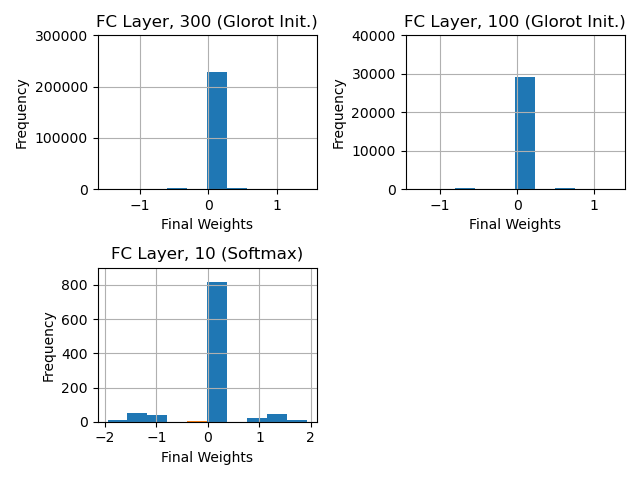 FC Layer, 300 (Glorot Init.)
300000
200000
100000
0
Frequency
−1 0 1
Final Weights
FC Layer, 100 (Glorot Init.)
40000
30000
20000
10000
0
Frequency
−1 0 1
Final Weights
FC Layer, 10 (Softmax)
800
600
400
200
0
Frequency
−2 −1 0 1 2
Final Weights